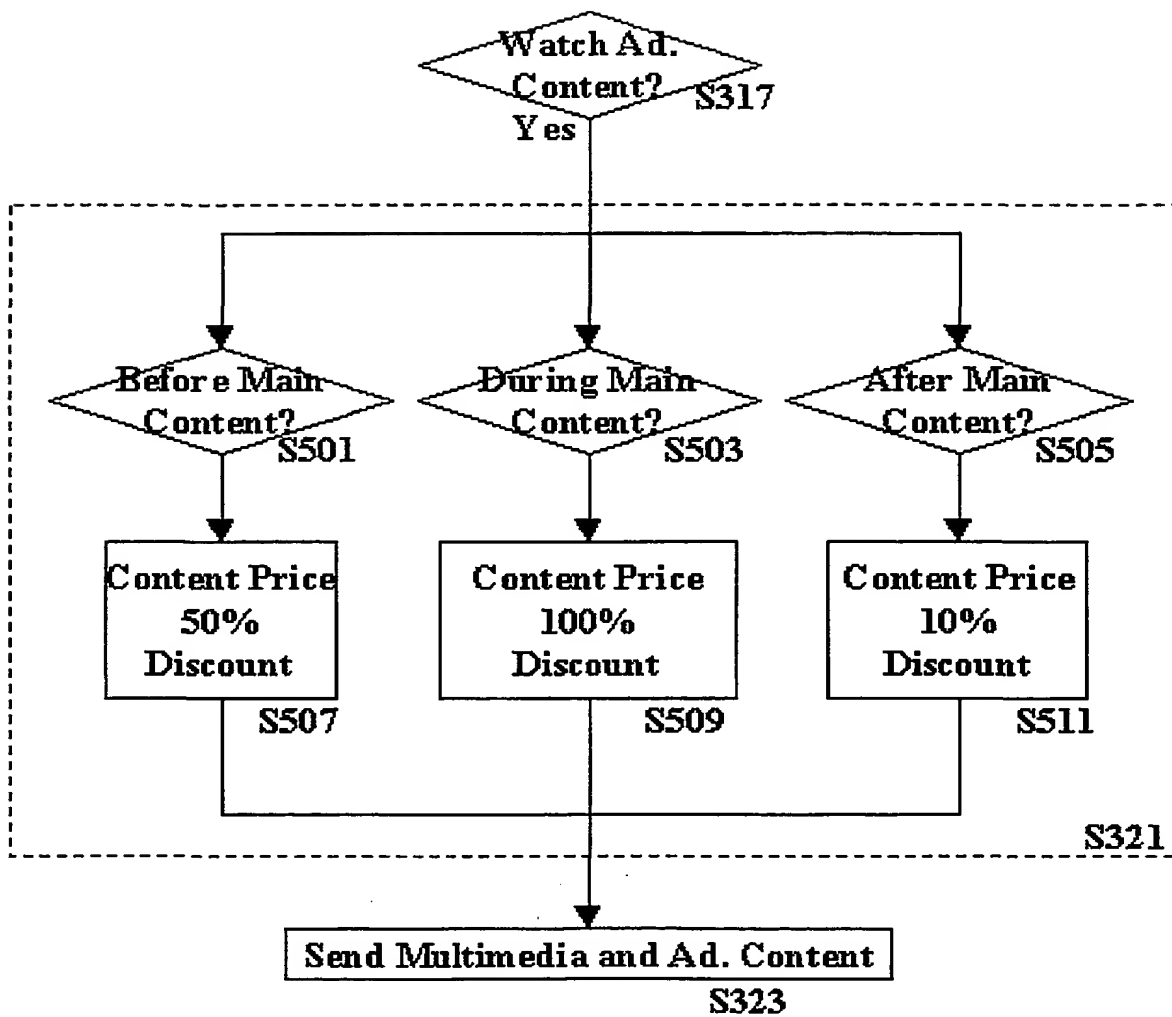 Watch Ad.
Content?
S317
Yes
Before Main
Content?
S501
During Main
Content?
S503
After Main
Content?
S505
Content Price
50%
Discount
S507
Content Price
100%
Discount
S509
Content Price
10%
Discount
S511
S321
Send Multimedia and Ad. Content
S323